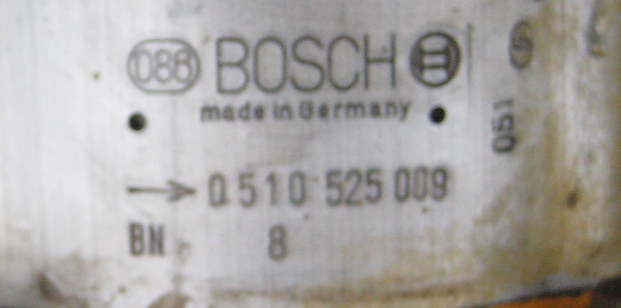 088 BOSCH
made in Germany
0 510 525 009
BN 8
051